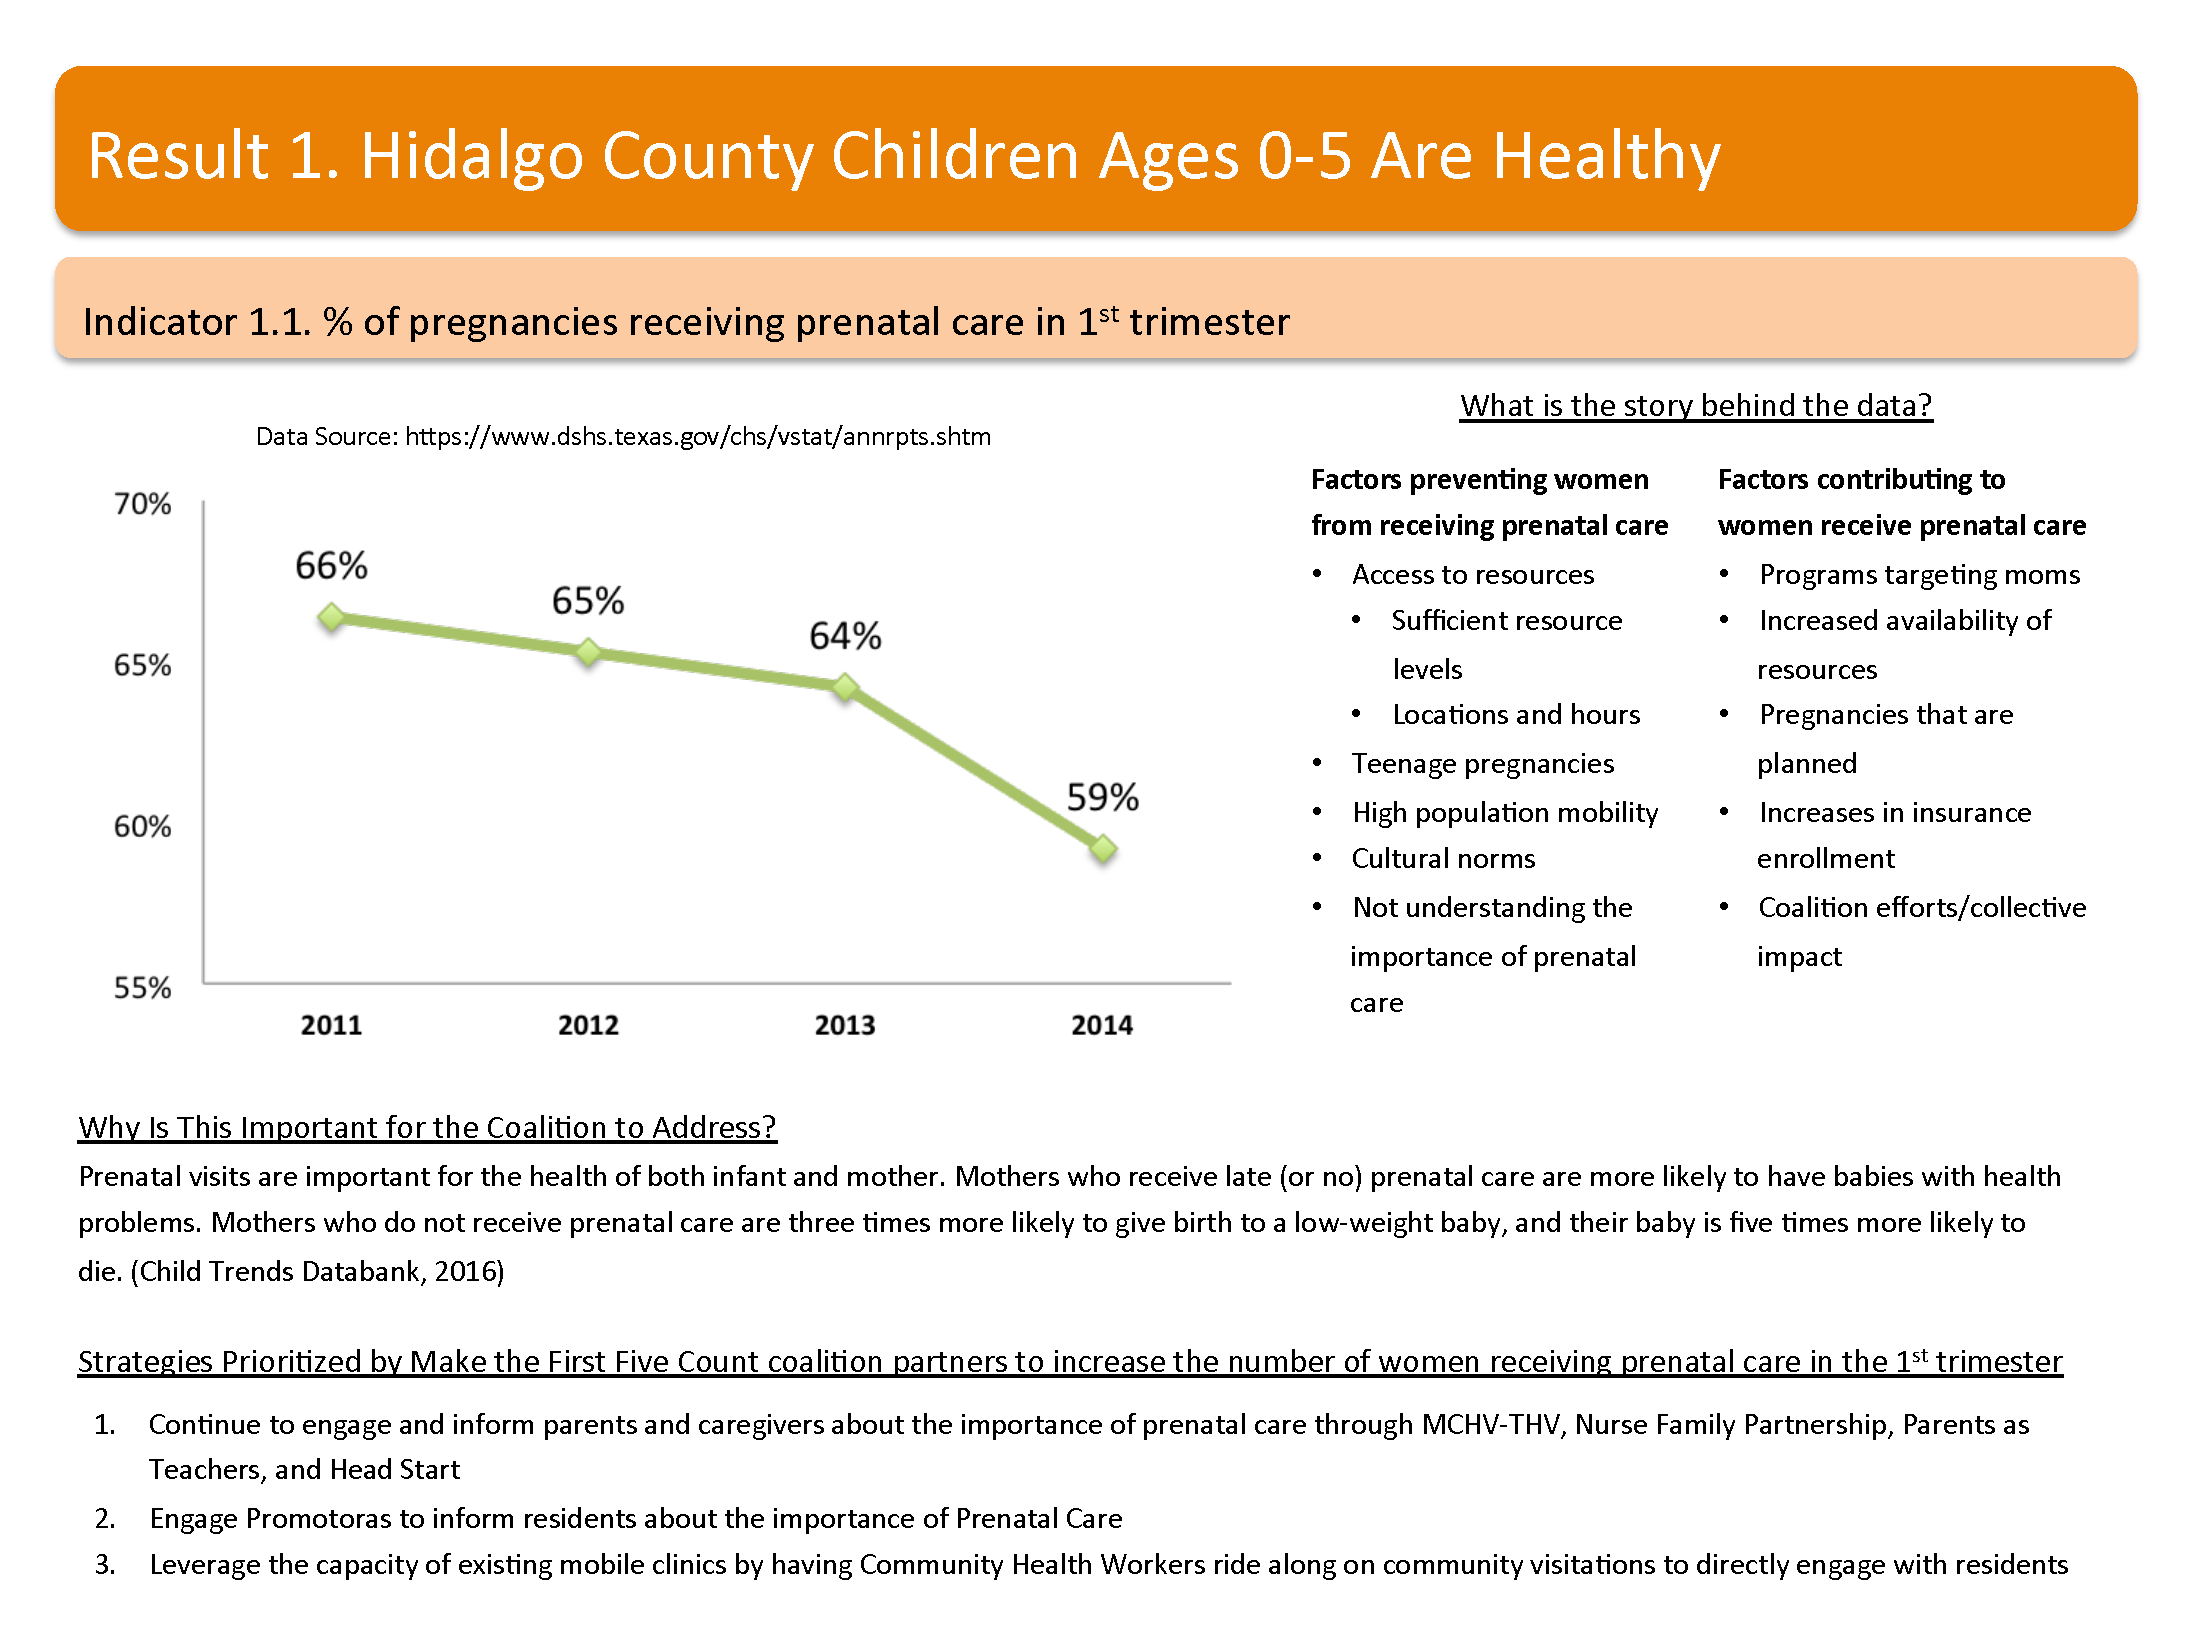 Result 1. Hidalgo County Children Ages 0-5 Are Healthy
Indicator 1.1. % of pregnancies receiving prenatal care in 1st trimester
Data Source: https://www.dshs.texas.gov/chs/vstat/annrpts.shtm
70%
65%
60%
55%
66%
65%
64%
59%
2011
2012
2013
2014
What is the story behind the data?
Factors preventing women
from receiving prenatal care
• Access to resources
• Sufficient resource
levels
• Locations and hours
• Teenage pregnancies
• High population mobility
• Cultural norms
• Not understanding the
importance of prenatal
care
Factors contributing to
women receive prenatal care
• Programs targeting moms
• Increased availability of
resources
• Pregnancies that are
planned
• Increases in insurance
enrollment
• Coalition efforts/collective
impact
Why Is This Important for the Coalition to Address?
Prenatal visits are important for the health of both infant and mother. Mothers who receive late (or no) prenatal care are more likely to have babies with health
problems. Mothers who do not receive prenatal care are three times more likely to give birth to a low-weight baby, and their baby is five times more likely to
die. (Child Trends Databank, 2016)
Strategies Prioritized by Make the First Five Count coalition partners to increase the number of women receiving prenatal care in the 1st trimester
1. Continue to engage and inform parents and caregivers about the importance of prenatal care through MCHV-THV, Nurse Family Partnership, Parents as
Teachers, and Head Start
2. Engage Promotoras to inform residents about the importance of Prenatal Care
3. Leverage the capacity of existing mobile clinics by having Community Health Workers ride along on community visitations to directly engage with residents